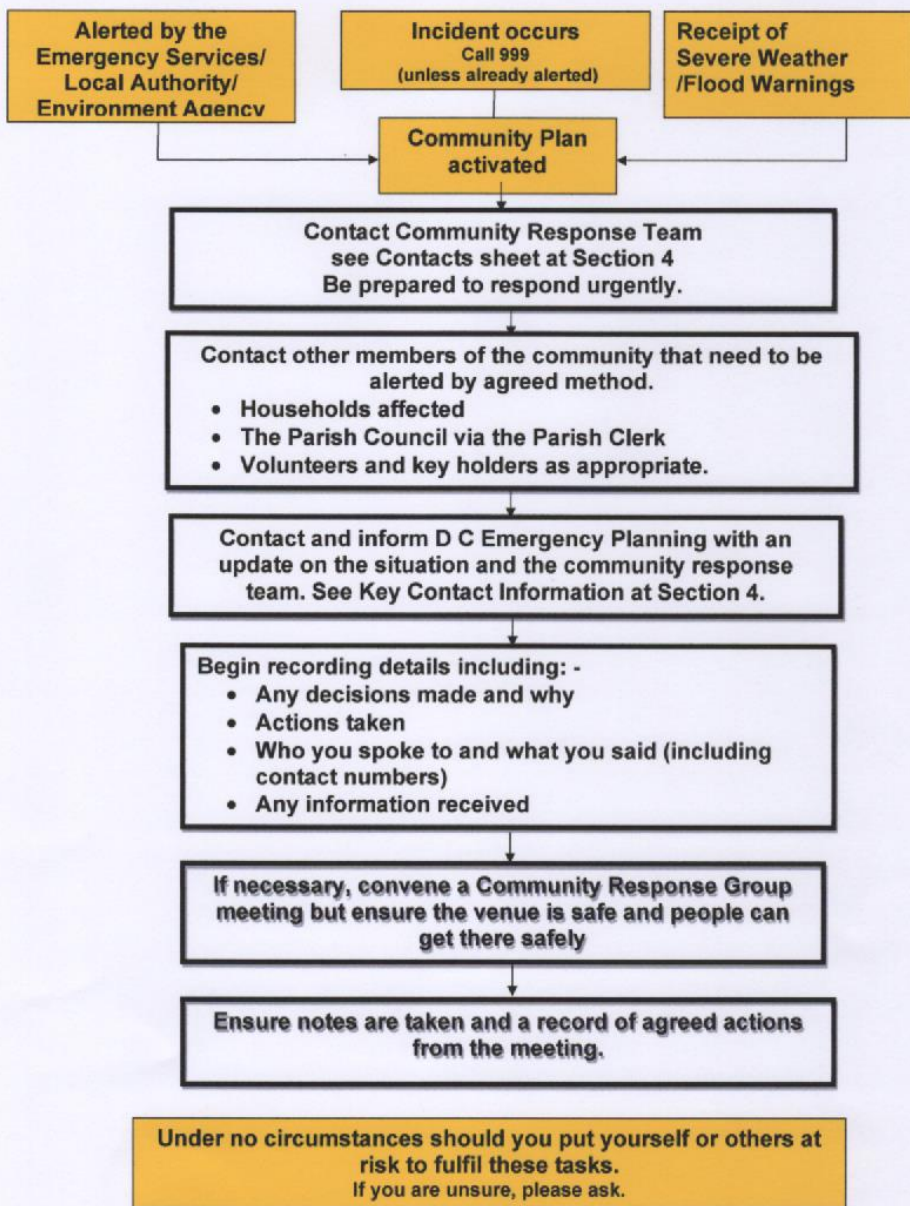 Alerted by the
Emergency Services/
Local Authority/
Environment Agency
Incident occurs
Call 999
(unless already alerted)
Receipt of
Severe Weather
/Flood Warnings
Community Plan
activated
Contact Community Response Team
see Contacts sheet at Section 4
Be prepared to respond urgently.
Contact other members of the community that need to be
alerted by agreed method.
• Households affected
• The Parish Council via the Parish Clerk
• Volunteers and key holders as appropriate.
Contact and inform D C Emergency Planning with an
update on the situation and the community response
team. See Key Contact Information at Section 4.
Begin recording details including: -
• Any decisions made and why
• Actions taken
• Who you spoke to and what you said (including
contact numbers)
• Any information received
If necessary, convene a Community Response Group
meeting but ensure the venue is safe and people can
get there safely
Ensure notes are taken and a record of agreed actions
from the meeting.
Under no circumstances should you put yourself or others at
risk to fulfil these tasks.
If you are unsure, please ask.